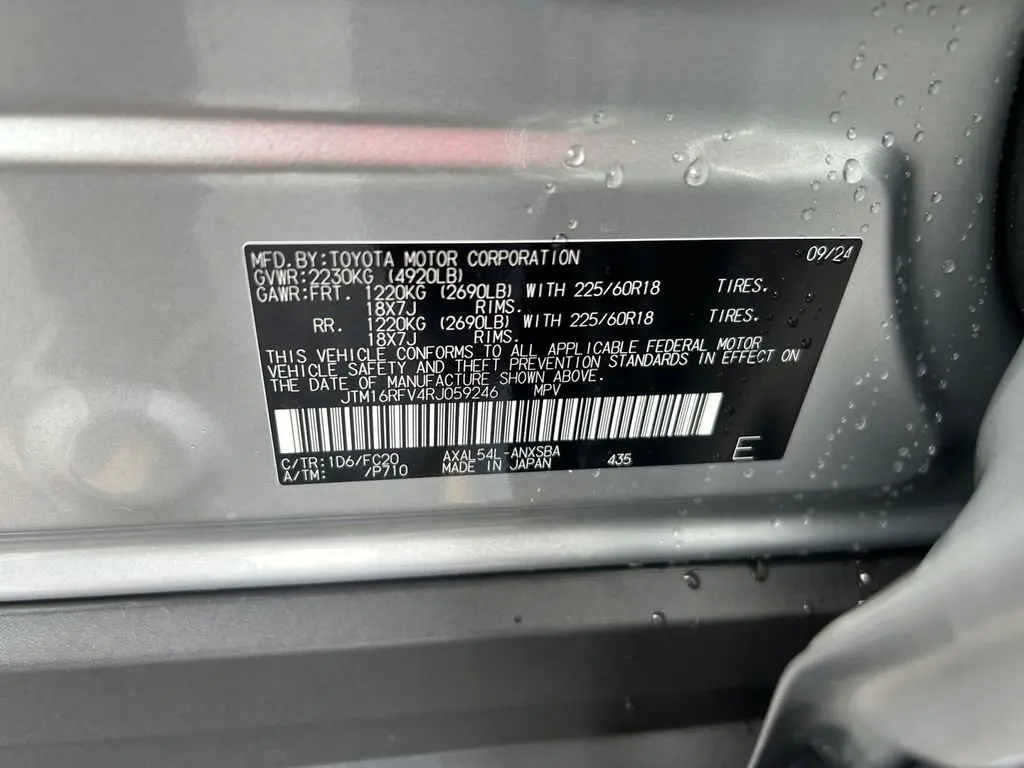 MFD.BY:TOYOTA MOTOR CORPORATION 09/24
GVWR:2230KG (4920LB)
GAWR:FRT. 1220KG (2690LB) WITH 225/60R18 TIRES.
18X7J RIMS.
RR. 1220KG (2690LB) WITH 225/60R18 TIRES.
18X7J RIMS.
THIS VEHICLE CONFORMS TO ALL APPLICABLE FEDERAL MOTOR
VEHICLE SAFETY AND THEFT PREVENTION STANDARDS IN EFFECT ON
THE DATE OF MANUFACTURE SHOWN ABOVE.
JTM16RFV4RJ059246 MPV
C/TR:1D6/FC20 AXAL54L-ANXSBA 435 E
A/TM: /P710 MADE IN JAPAN